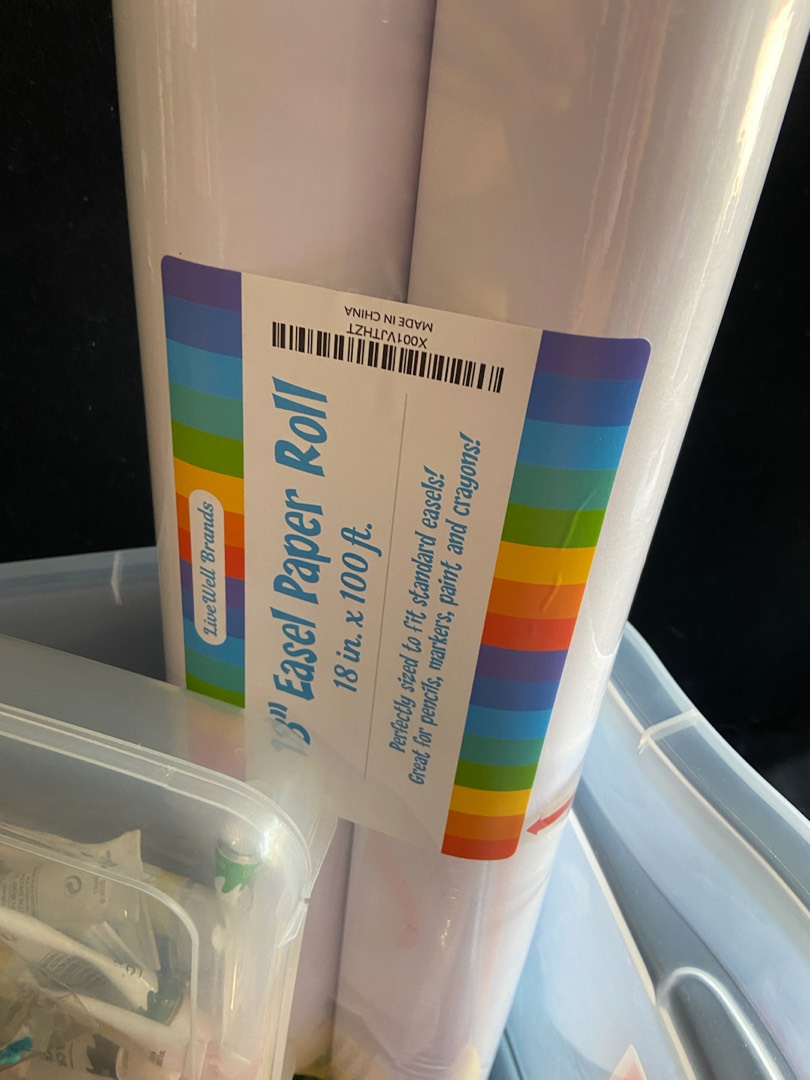 LiveWell Brands
18" Easel Paper Roll
18 in. x 100 ft.
Perfectly sized to fit standard easels!
Great for pencils, markers, paint and crayons!
X001VJTHZT
MADE IN CHINA